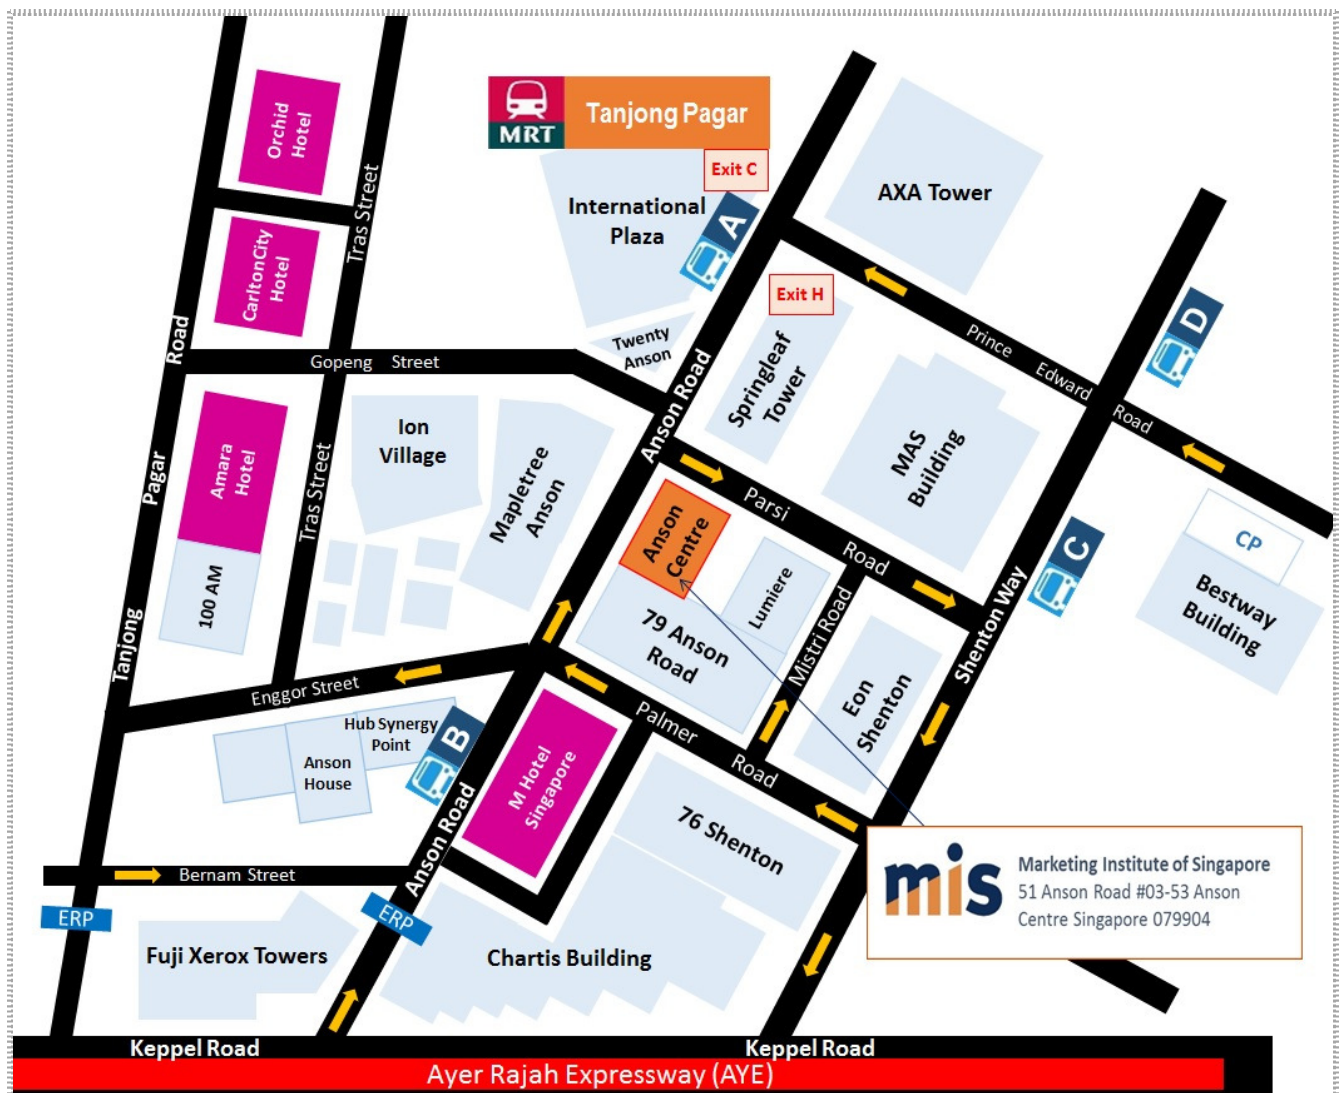 MRT
Tanjong Pagar
Exit C
Orchid
Hotel
AXA Tower
International
Plaza
A
Tras Street
CarltonCity
Hotel
Exit H
D
Road
Twenty
Anson
Prince
Edward
Road
Gopeng Street
Anson Road
Springleaf
Tower
MAS
Building
Amara
Hotel
Ion
Village
Pagar
Tras Street
Mapletree
Anson
Parsi
Road
Anson
Centre
C
CP
Bestway
Building
100 AM
Lumiere
79 Anson
Road
Mistri Road
Shenton Way
Tanjong
Eon
Shenton
Enggor Street
Hub Synergy
Point
B
Palmer
Road
Anson
House
M Hotel
Singapore
76 Shenton
Anson Road
Bernam Street
mis
Marketing Institute of Singapore
51 Anson Road #03-53 Anson
Centre Singapore 079904
ERP
ERP
Fuji Xerox Towers
Chartis Building
Keppel Road
Keppel Road
Ayer Rajah Expressway (AYE)